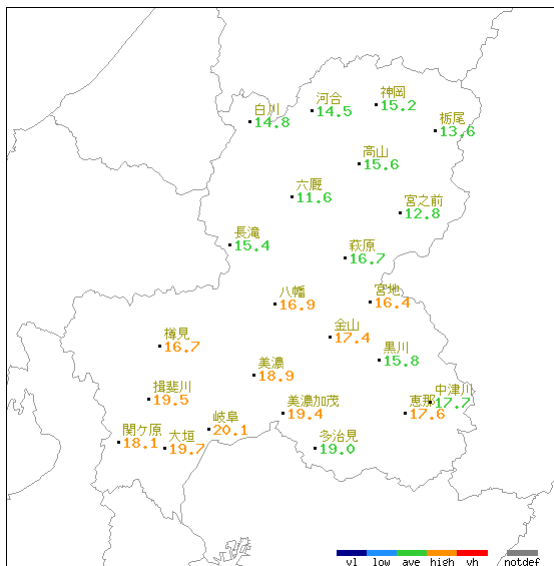 神岡
15.2
河合
14.5
白川
14.8
栃尾
13.6
高山
15.6
六厩
11.6
宮之前
12.8
長滝
15.4
萩原
16.7
八幡
16.9
宮地
16.4
金山
17.4
樽見
16.7
黒川
15.8
美濃
18.9
揖斐川
19.5
中津川
17.7
恵那
17.6
美濃加茂
19.4
岐阜
20.1
関ケ原
18.1
大垣
19.7
多治見
19.0
vl low ave high vh notdef